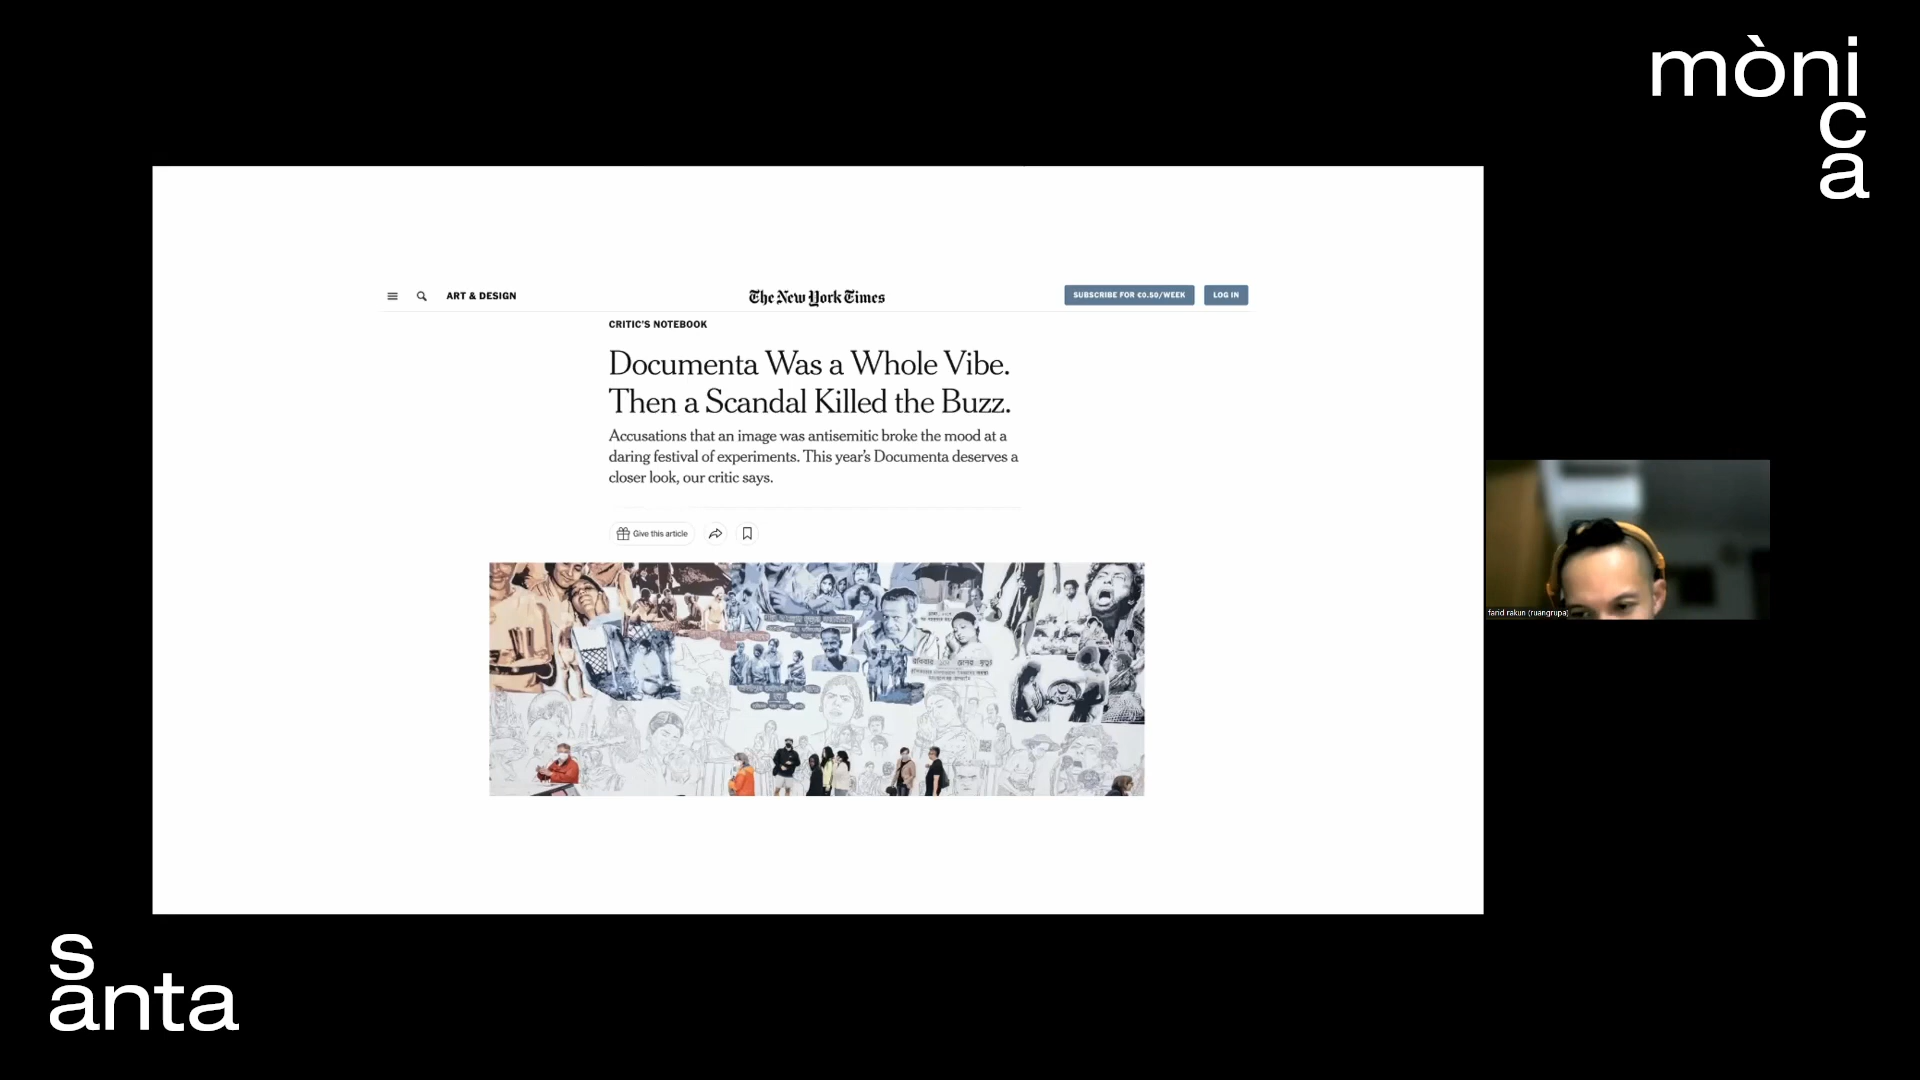 mòni
c
a
ART & DESIGN
The New York Times
SUBSCRIBE FOR €0.50/WEEK
LOG IN
CRITIC'S NOTEBOOK
Documenta Was a Whole Vibe.
Then a Scandal Killed the Buzz.
Accusations that an image was antisemitic broke the mood at a
daring festival of experiments. This year's Documenta deserves a
closer look, our critic says.
Give this article
farid rakun (ruangrupa)
s
anta